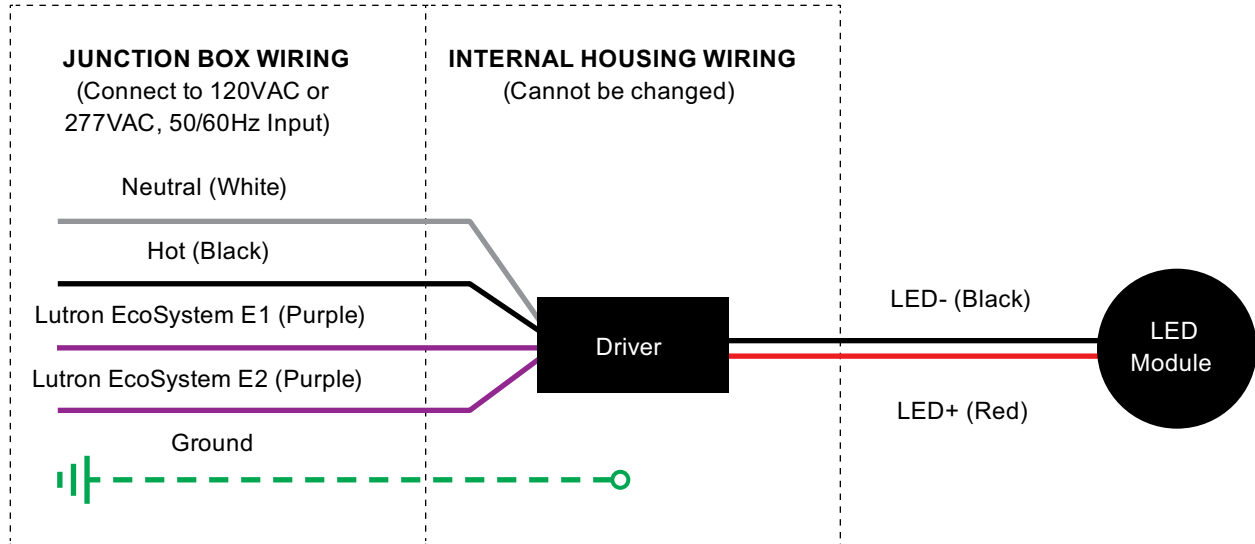 JUNCTION BOX WIRING
(Connect to 120VAC or
277VAC, 50/60Hz Input)
INTERNAL HOUSING WIRING
(Cannot be changed)
Neutral (White)
Hot (Black)
Lutron EcoSystem E1 (Purple)
Lutron EcoSystem E2 (Purple)
Ground
Driver
LED- (Black)
LED+ (Red)
LED
Module